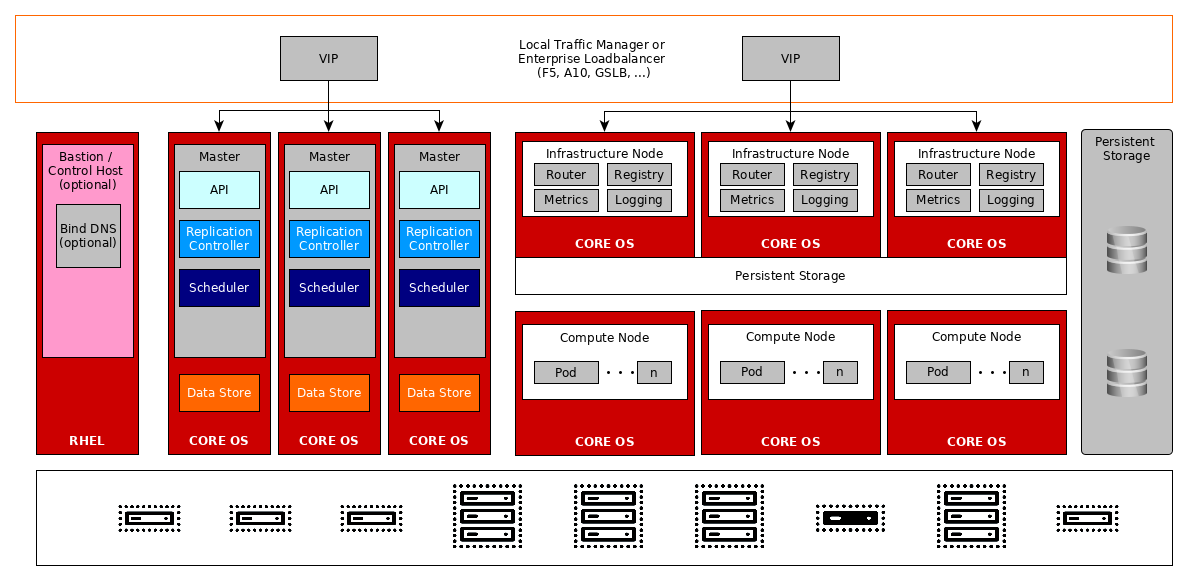 VIP
Local Traffic Manager or
Enterprise Loadbalancer
(F5, A10, GSLB, ...)
VIP
Bastion /
Control Host
(optional)
Bind DNS
(optional)
RHEL
Master
API
Replication
Controller
Scheduler
Data Store
CORE OS
Master
API
Replication
Controller
Scheduler
Data Store
CORE OS
Master
API
Replication
Controller
Scheduler
Data Store
CORE OS
Infrastructure Node
Router
Registry
Metrics
Logging
CORE OS
Infrastructure Node
Router
Registry
Metrics
Logging
CORE OS
Infrastructure Node
Router
Registry
Metrics
Logging
CORE OS
Persistent Storage
Compute Node
Pod . . . n
CORE OS
Compute Node
Pod . . . n
CORE OS
Compute Node
Pod . . . n
CORE OS
Persistent
Storage